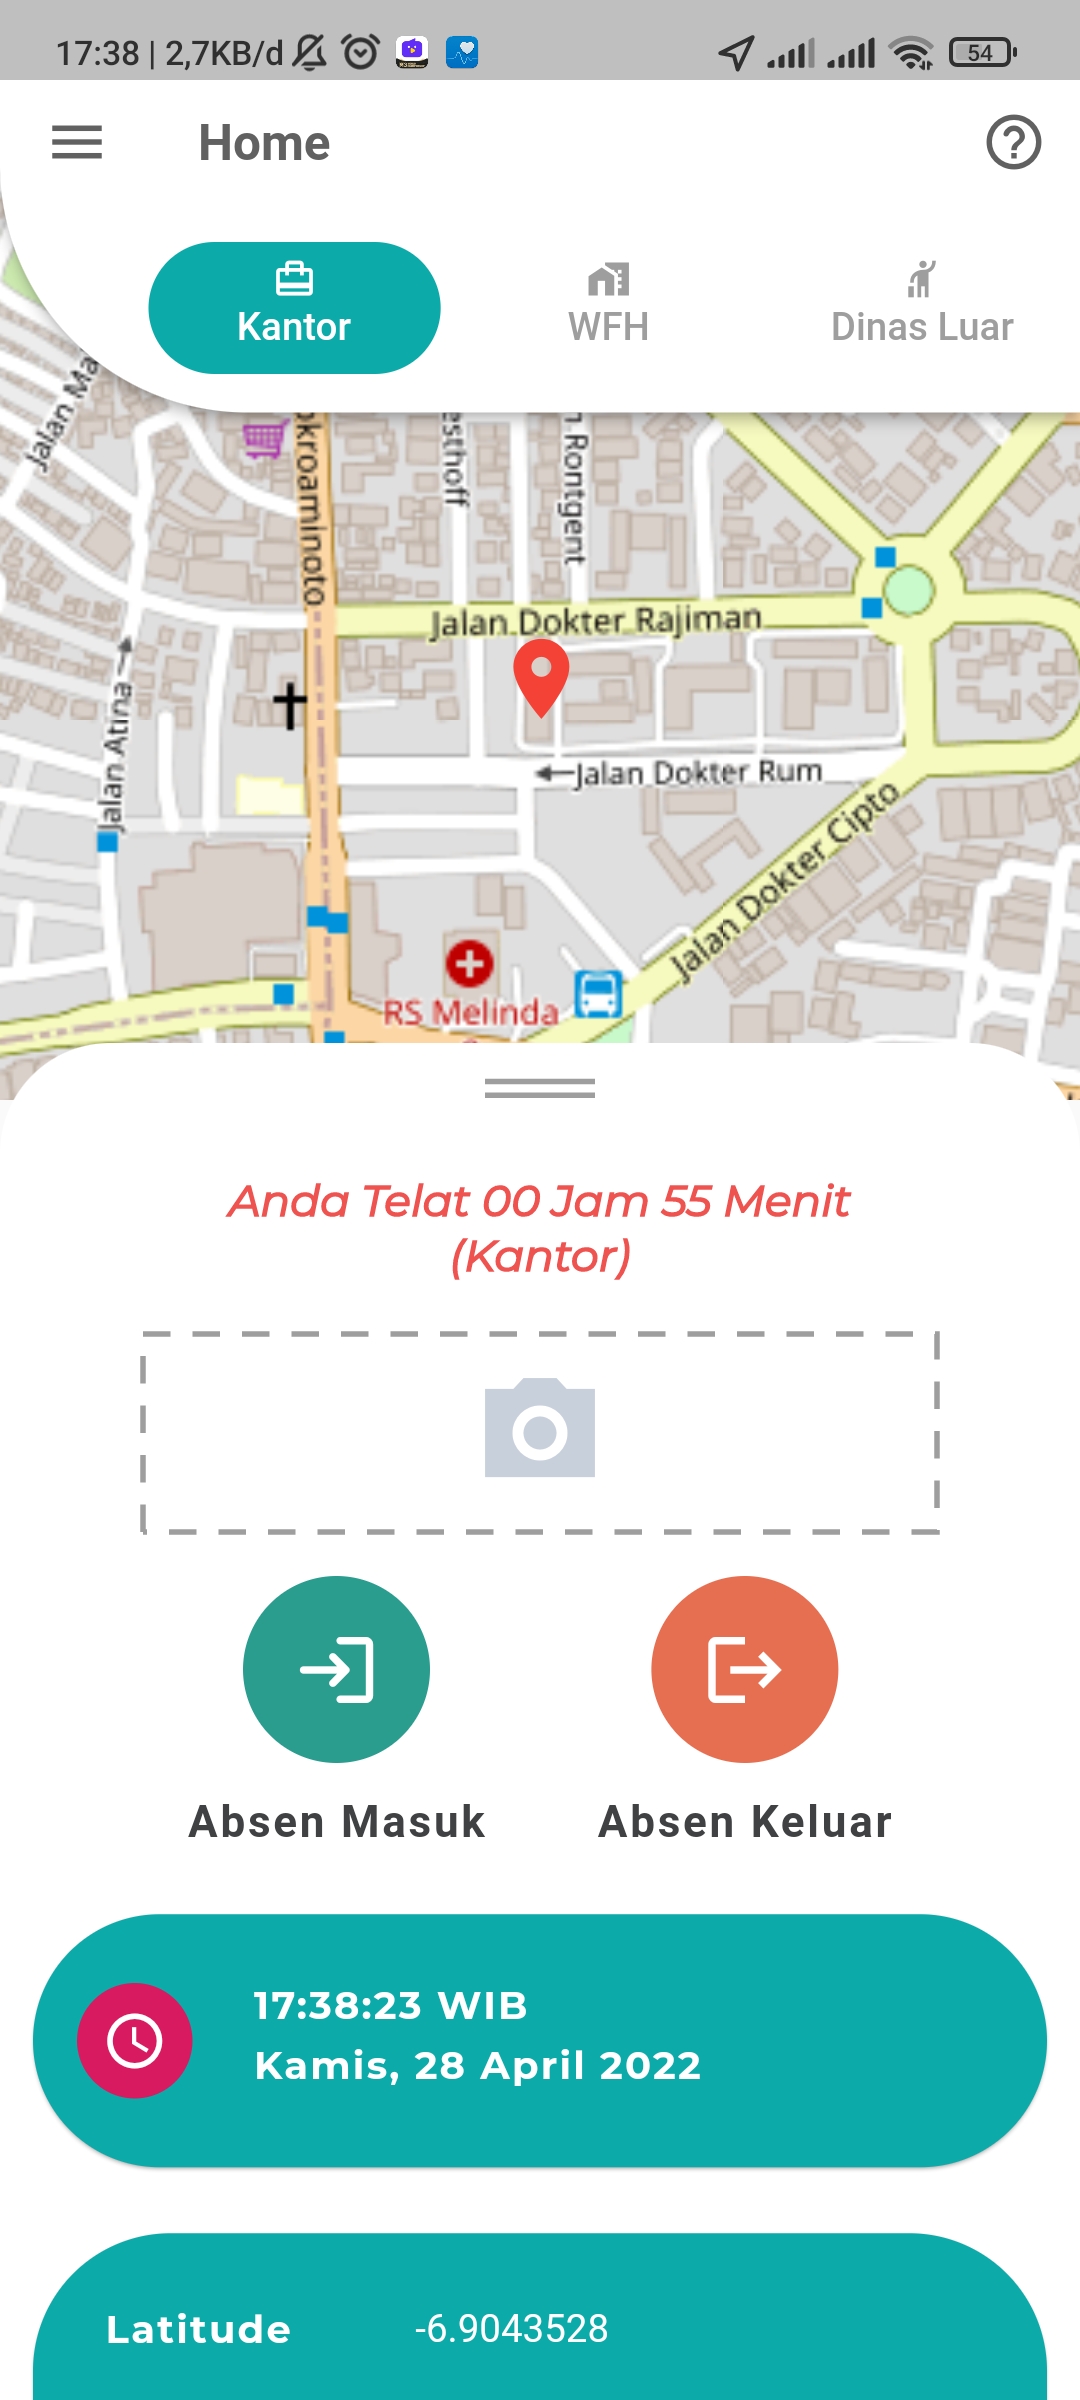 17:38 | 2,7KB/d
54
Home
Kantor
WFH
Dinas Luar
Jalan Ma
okroaminoto
esthoff
n Rontgent
Jalan Dokter Rajiman
Jalan Atina
Jalan Dokter Rum
Jalan Dokter Cipto
RS Melinda
Anda Telat 00 Jam 55 Menit
(Kantor)
Absen Masuk
Absen Keluar
17:38:23 WIB
Kamis, 28 April 2022
Latitude -6.9043528